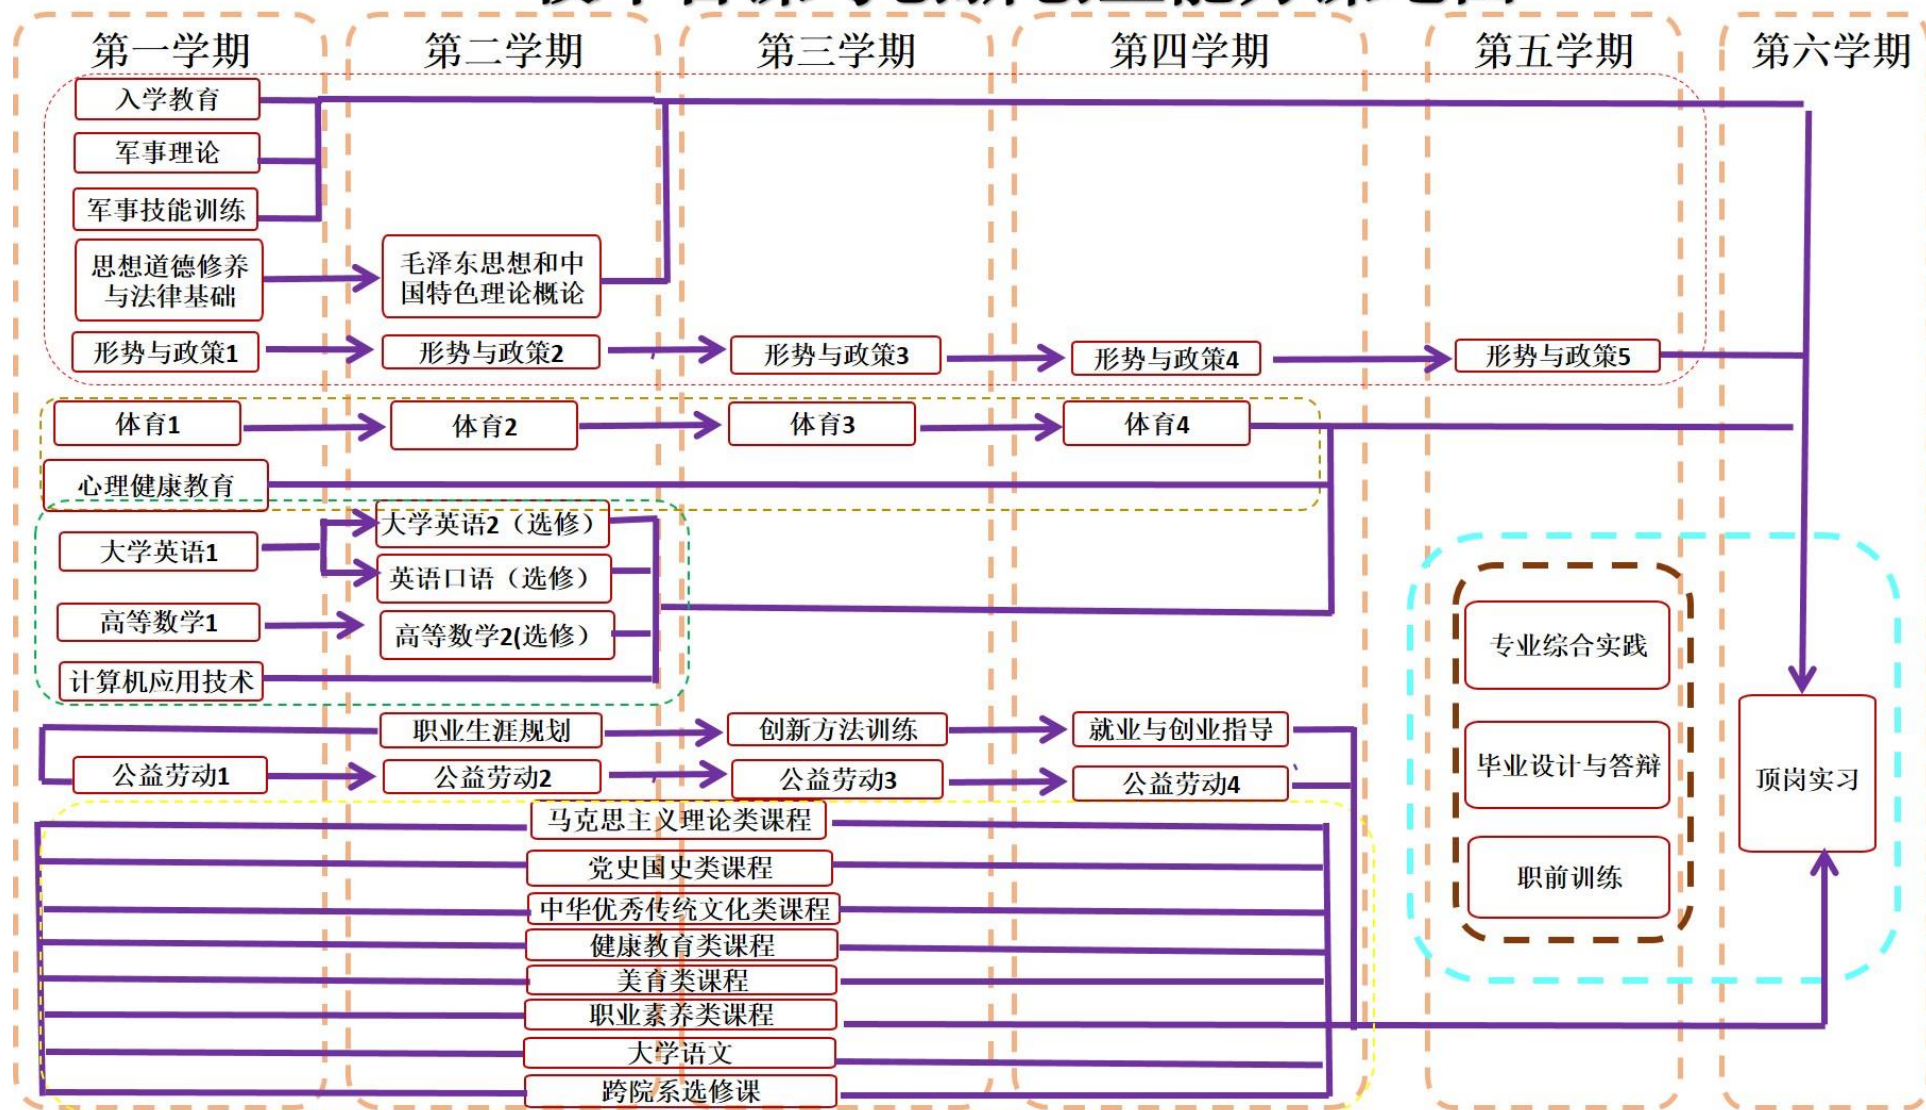 第一学期
第二学期
第三学期
第四学期
第五学期
第六学期
入学教育
军事理论
军事技能训练
思想道德修养
与法律基础
毛泽东思想和中
国特色理论概论
形势与政策1
形势与政策2
形势与政策3
形势与政策4
形势与政策5
体育1
体育2
体育3
体育4
心理健康教育
大学英语1
大学英语2（选修）
英语口语（选修）
高等数学1
高等数学2(选修）
计算机应用技术
职业生涯规划
创新方法训练
就业与创业指导
公益劳动1
公益劳动2
公益劳动3
公益劳动4
马克思主义理论类课程
党史国史类课程
中华优秀传统文化类课程
健康教育类课程
美育类课程
职业素养类课程
大学语文
跨院系选修课
专业综合实践
毕业设计与答辩
职前训练
顶岗实习